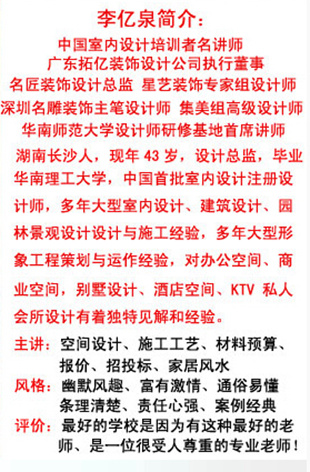 李亿泉简介：
中国室内设计培训者名讲师
广东拓亿装饰设计公司执行董事
名匠装饰设计总监 星艺装饰专家组设计师
深圳名雕装饰主笔设计师 集美组高级设计师
华南师范大学设计师研修基地首席讲师
湖南长沙人，现年 43 岁，设计总监，毕业
华南理工大学，中国首批室内设计注册设
计师，多年大型室内设计、建筑设计、园
林景观设计设计与施工经验，多年大型形
象工程策划与运作经验，对办公空间、商
业空间，别墅设计、酒店空间、KTV 私人
会所设计有着独特见解和经验。
主讲：空间设计、施工工艺、材料预算、
报价、招投标、家居风水
风格：幽默风趣、富有激情、通俗易懂
条理清楚、责任心强、案例经典
评价：最好的学校是因为有这种最好的老
师、是一位很受人尊重的专业老师！